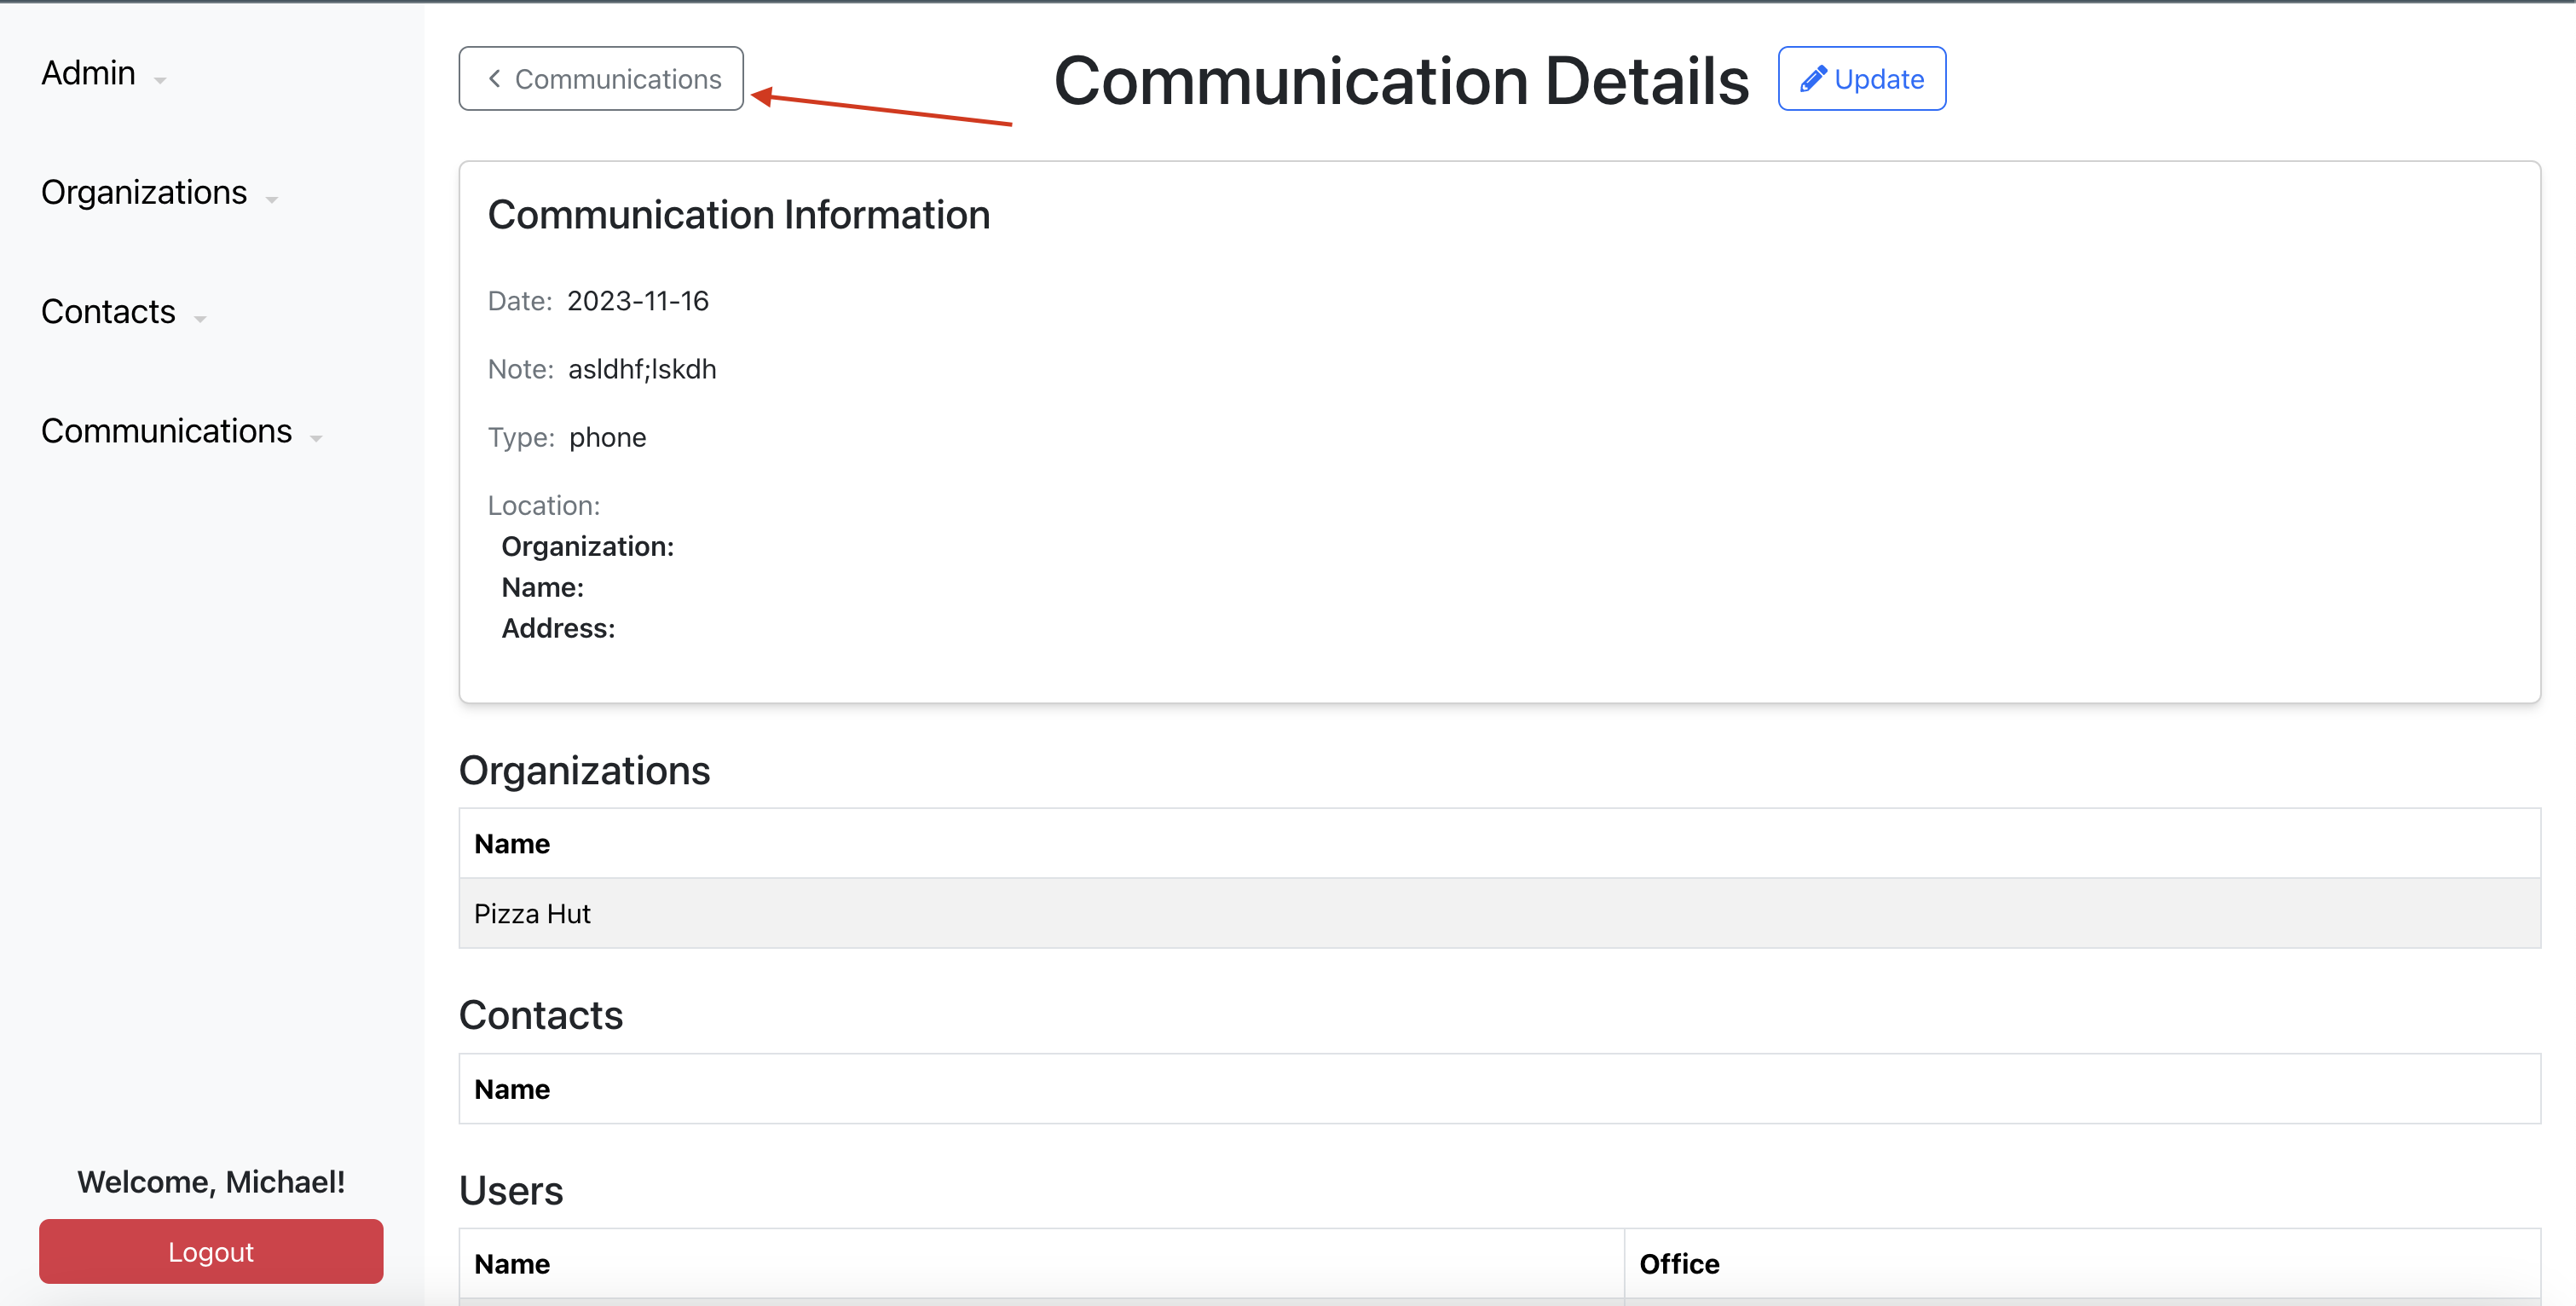 Admin
Organizations
Contacts
Communications
Welcome, Michael!
Logout
Communications
Communication Details
Update
Communication Information
Date: 2023-11-16
Note: asldhf;lskdh
Type: phone
Location:
Organization:
Name:
Address:
Organizations
Name
Pizza Hut
Contacts
Name
Users
Name Office